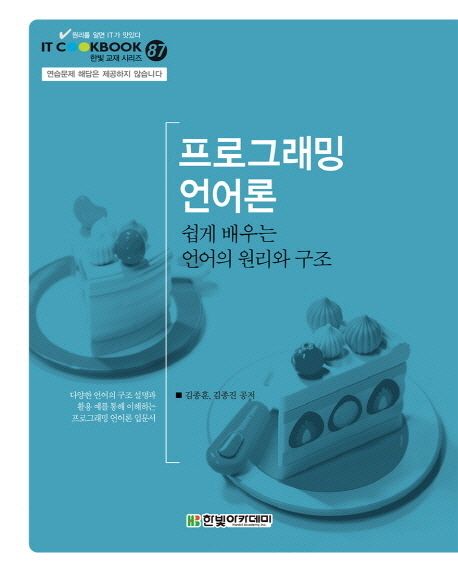 원리를 알면 IT가 맛있다
IT COOKBOOK
한빛 교재 시리즈
87
연습문제 해답은 제공하지 않습니다
프로그래밍
언어론
쉽게 배우는
언어의 원리와 구조
다양한 언어의 구조 설명과
활용 예를 통해 이해하는
프로그래밍 언어론 입문서
■ 김종훈, 김종진 공저
HB 한빛아카데미
Hanbit Academy, Inc.